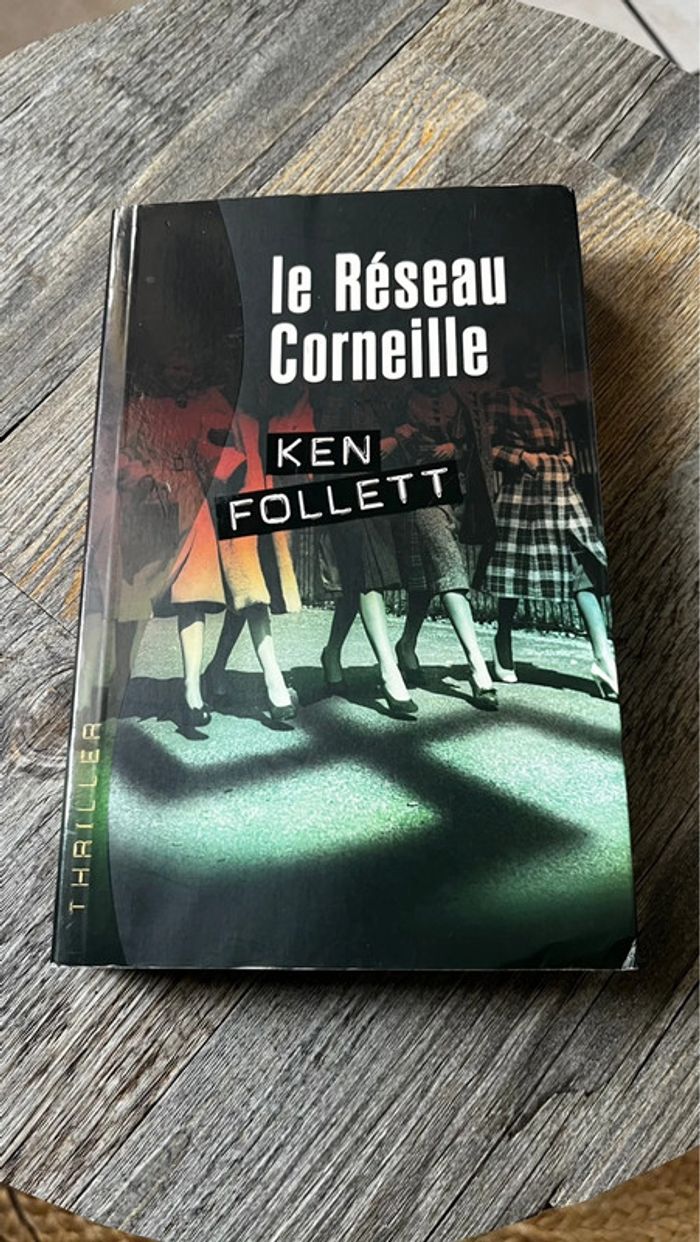 le Réseau
Corneille
KEN
FOLLETT
THRILLER